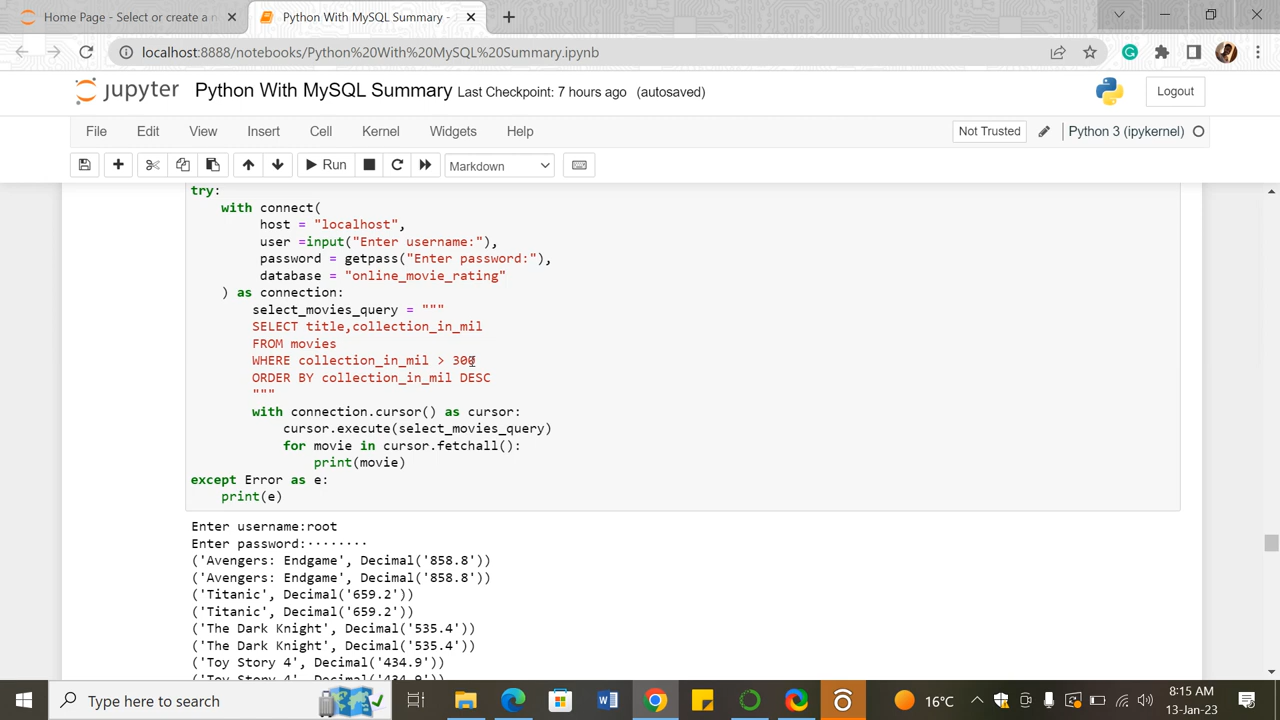 Home Page - Select or create a n
Python With MySQL Summary - J
localhost:8888/notebooks/Python%20With%20MySQL%20Summary.ipynb
jupyter Python With MySQL Summary Last Checkpoint: 7 hours ago (autosaved)
Logout
File Edit View Insert Cell Kernel Widgets Help
Not Trusted Python 3 (ipykernel)
Run Markdown
try:
with connect(
host = "localhost",
user =input("Enter username:"),
password = getpass("Enter password:"),
database = "online_movie_rating"
) as connection:
select_movies_query = """
SELECT title,collection_in_mil
FROM movies
WHERE collection_in_mil > 300
ORDER BY collection_in_mil DESC
"""
with connection.cursor() as cursor:
cursor.execute(select_movies_query)
for movie in cursor.fetchall():
print(movie)
except Error as e:
print(e)
Enter username:root
Enter password:········
('Avengers: Endgame', Decimal('858.8'))
('Avengers: Endgame', Decimal('858.8'))
('Titanic', Decimal('659.2'))
('Titanic', Decimal('659.2'))
('The Dark Knight', Decimal('535.4'))
('The Dark Knight', Decimal('535.4'))
('Toy Story 4', Decimal('434.9'))
Type here to search
16°C
8:15 AM
13-Jan-23